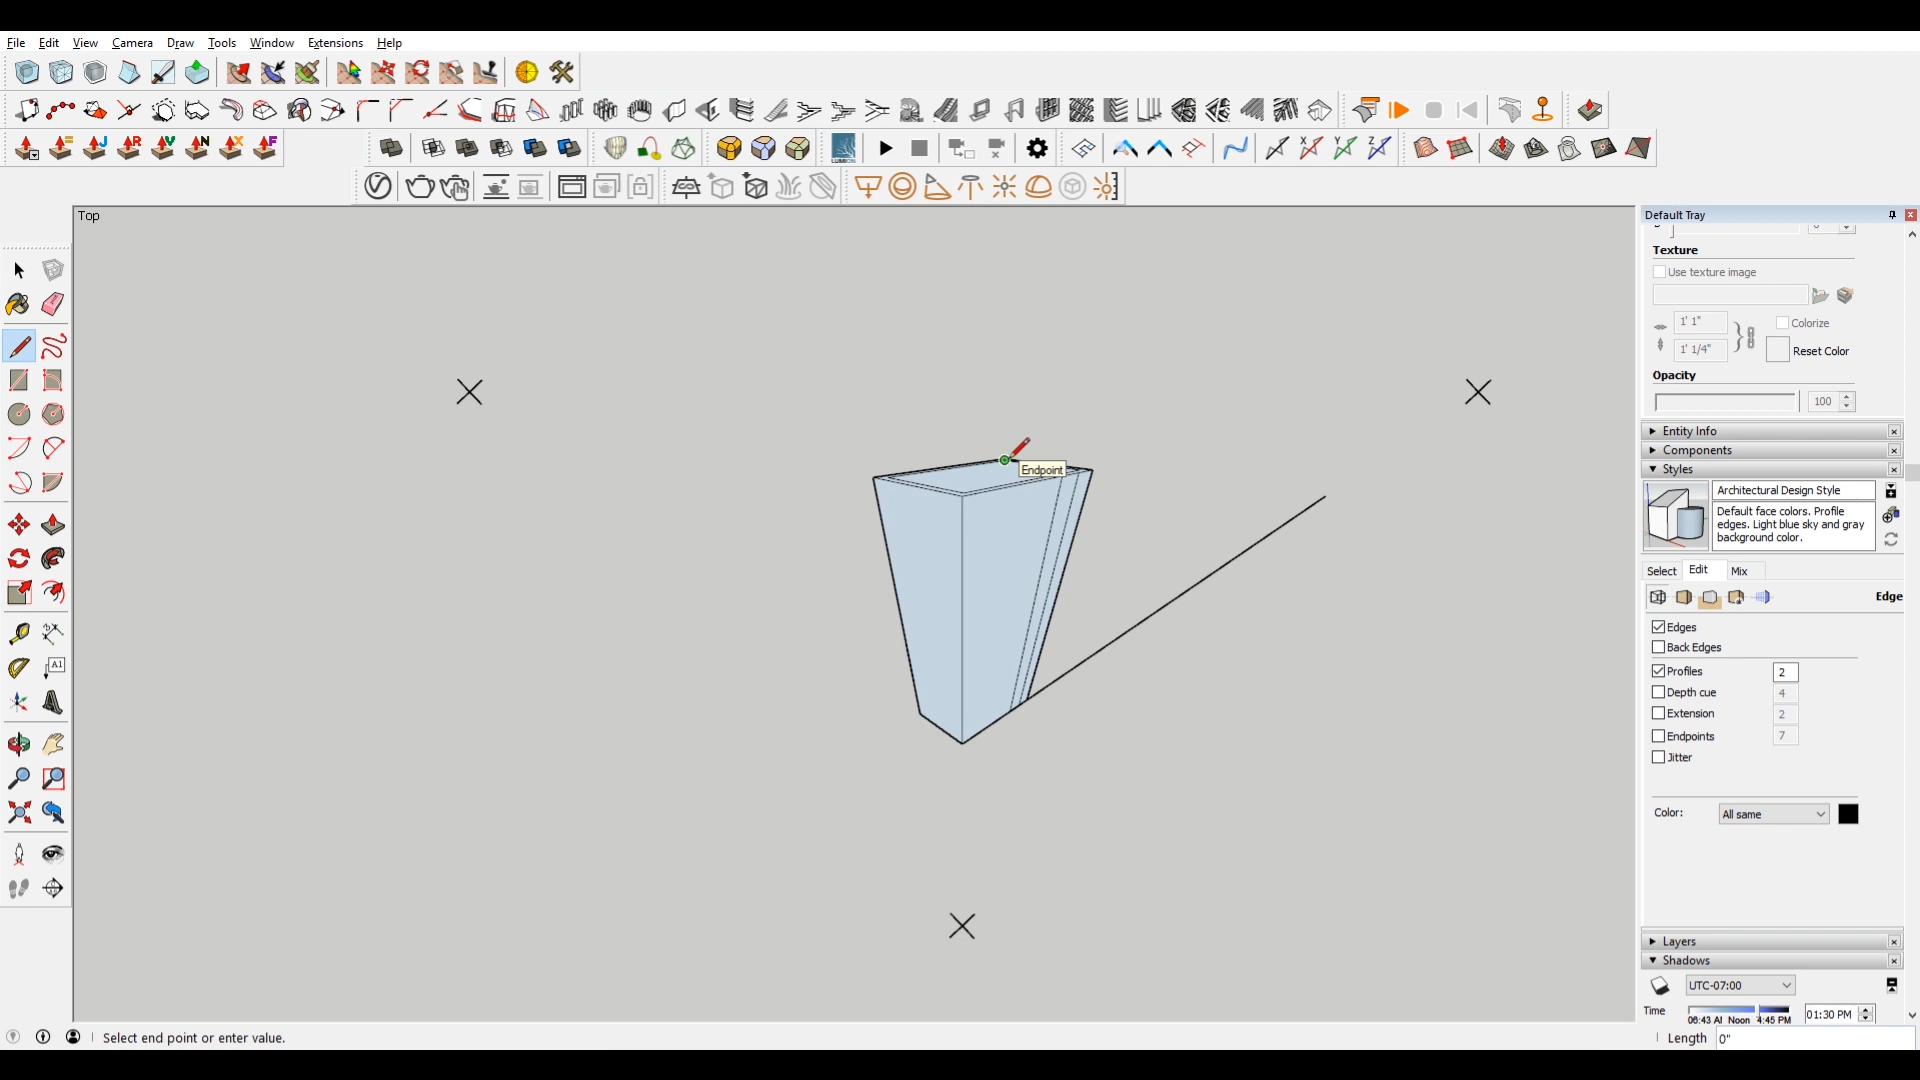 File Edit View Camera Draw Tools Window Extensions Help
J R V N X F
LUMION
X Y Z
Top
Default Tray
Texture
Use texture image
1' 1"
Colorize
1' 1/4"
Reset Color
Opacity
100
Entity Info
Components
Styles
Architectural Design Style
Default face colors. Profile
edges. Light blue sky and gray
background color.
Select Edit Mix
Edge
Edges
Back Edges
Profiles 2
Depth cue 4
Extension 2
Endpoints 7
Jitter
Color: All same
A1
Endpoint
Layers
Shadows
UTC-07:00
Time 06:43 AM Noon 4:45 PM 01:30 PM
Select end point or enter value.
Length 0"